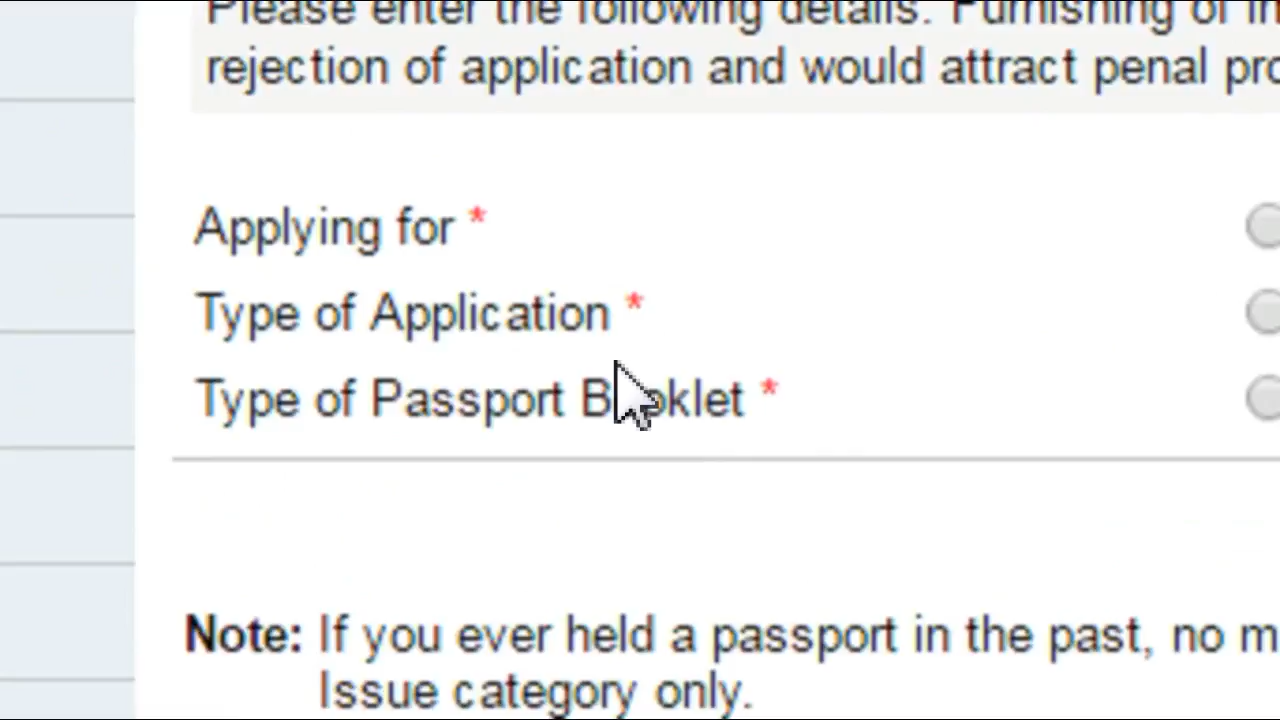 Please enter the following details. Furnishing of
rejection of application and would attract penal
Applying for *
Type of Application *
Type of Passport Booklet *
Note: If you ever held a passport in the past, no
Issue category only.